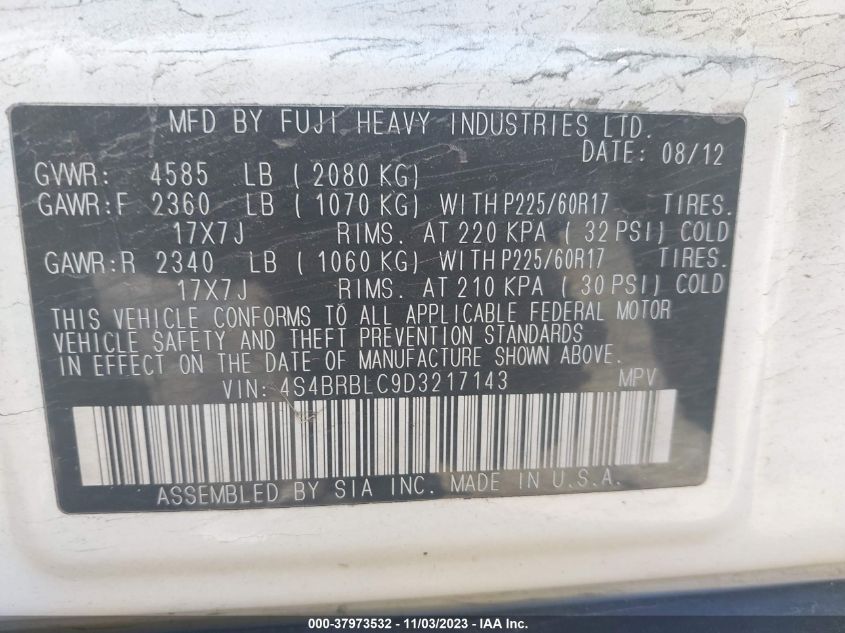 MFD BY FUJI HEAVY INDUSTRIES LTD.
DATE: 08/12
GVWR: 4585 LB ( 2080 KG)
GAWR:F 2360 LB ( 1070 KG) WITH P225/60R17 TIRES.
17X7J RIMS. AT 220 KPA ( 32 PSI) COLD
GAWR:R 2340 LB ( 1060 KG) WITH P225/60R17 TIRES.
17X7J RIMS. AT 210 KPA ( 30 PSI) COLD
THIS VEHICLE CONFORMS TO ALL APPLICABLE FEDERAL MOTOR
VEHICLE SAFETY AND THEFT PREVENTION STANDARDS
IN EFFECT ON THE DATE OF MANUFACTURE SHOWN ABOVE.
VIN: 4S4BRBLC9D3217143 MPV
ASSEMBLED BY SIA INC. MADE IN U.S.A.
000-37973532 - 11/03/2023 - IAA Inc.